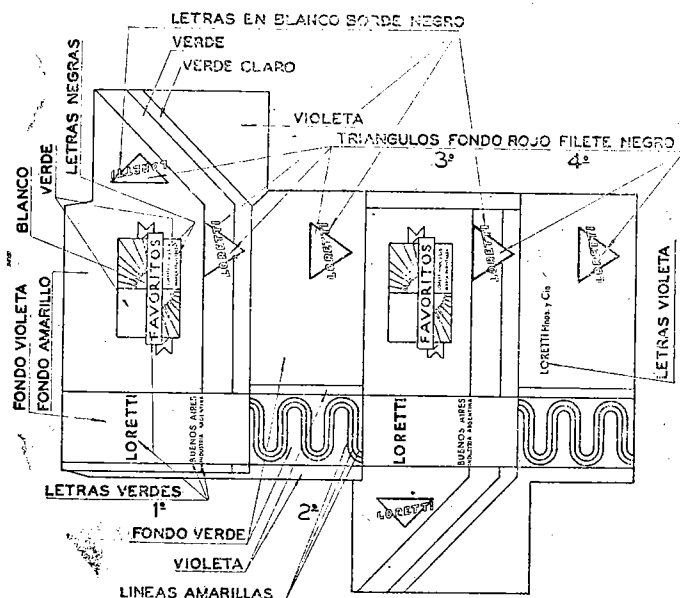 LETRAS EN BLANCO BORDE NEGRO
VERDE
VERDE CLARO
VIOLETA
TRIANGULOS FONDO ROJO FILETE NEGRO
3º
4º
LETRAS NEGRAS
VERDE
BLANCO
FONDO AMARILLO
FONDO VIOLETA
LORETTI
LORETTI
LORETTI
LORETTI
LORETTI
LORETTI
FAVORITOS
FAVORITOS
LORETTI Hnos. y Cia
LETRAS VIOLETA
LORETTI
BUENOS AIRES
INDUSTRIA ARGENTINA
LORETTI
BUENOS AIRES
INDUSTRIA ARGENTINA
LETRAS VERDES
1º
2º
FONDO VERDE
VIOLETA
LINEAS AMARILLAS